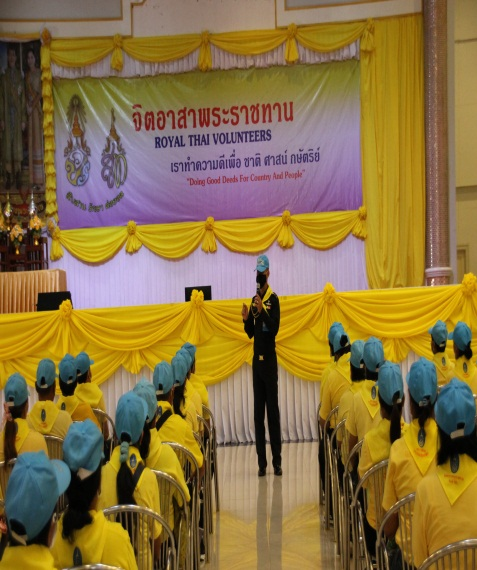 จิตอาสาพระราชทาน
ROYAL THAI VOLUNTEERS
เราทำความดีเพื่อ ชาติ ศาสน์ กษัตริย์
"Doing Good Deeds For Country And People"